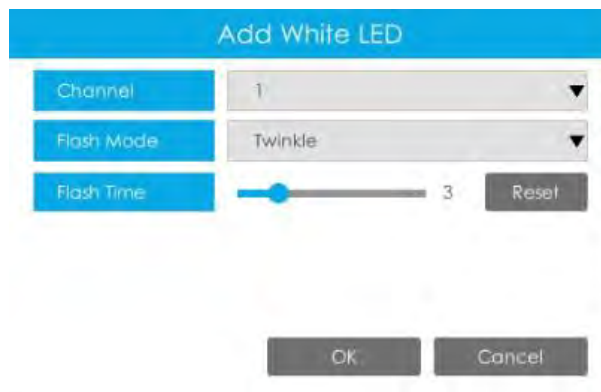 Add White LED
Channel 1
Flash Mode Twinkle
Flash Time 3 Reset
OK Cancel